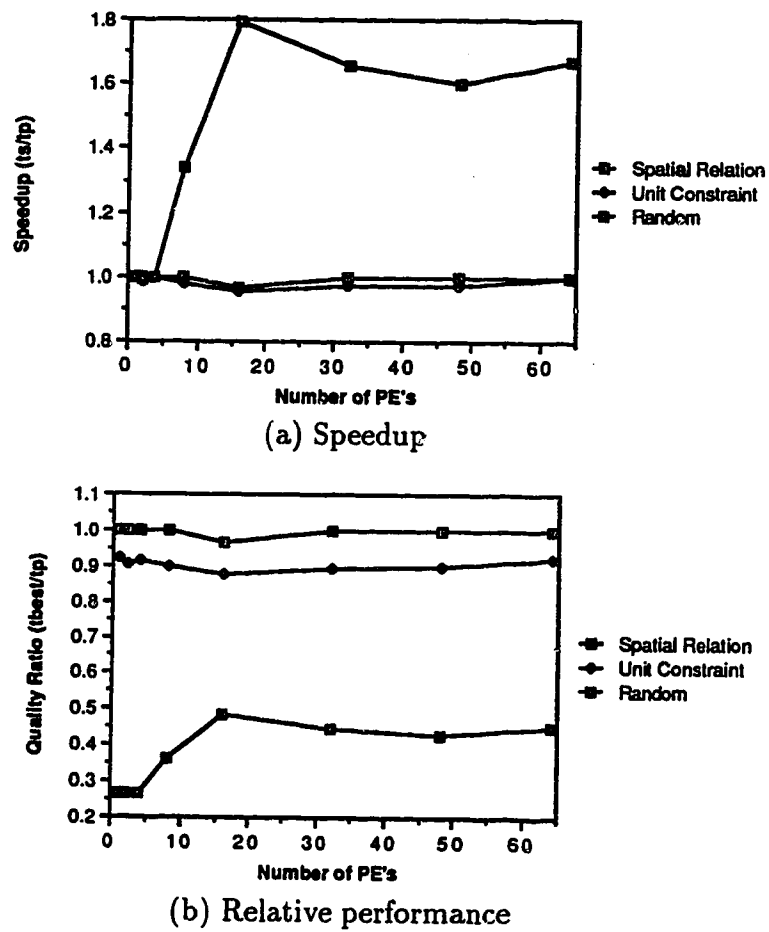 1.8
1.6
1.4
1.2
1.0
0.8
Speedup (ts/tp)
0 10 20 30 40 50 60
Number of PE's
Spatial Relation
Unit Constraint
Random
(a) Speedup
1.1
1.0
0.9
0.8
0.7
0.6
0.5
0.4
0.3
0.2
Quality Ratio (tbest/tp)
0 10 20 30 40 50 60
Number of PE's
Spatial Relation
Unit Constraint
Random
(b) Relative performance